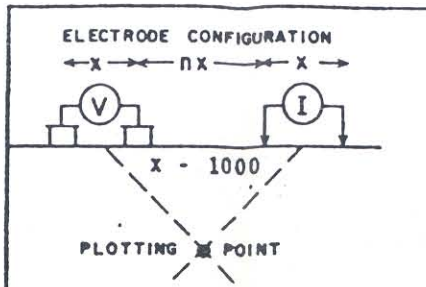 ELECTRODE CONFIGURATION
x nx x
V I
X - 1000
PLOTTING POINT